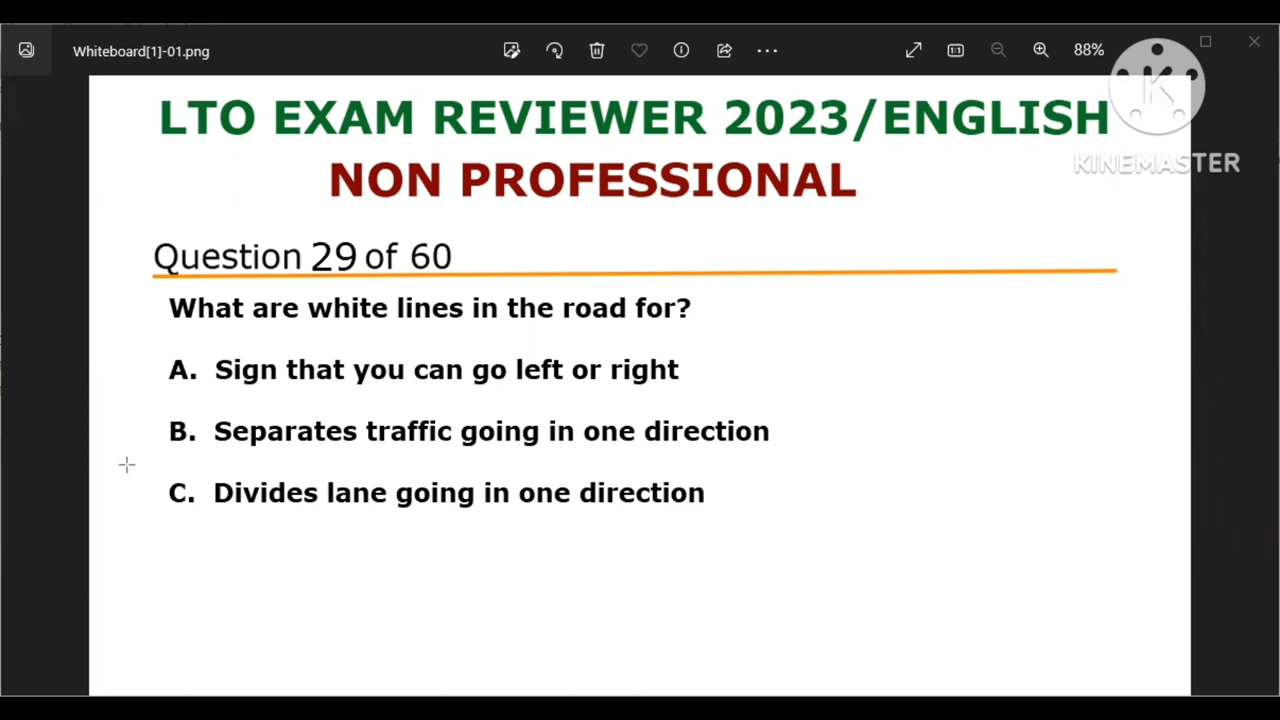 Whiteboard[1]-01.png
88%
LTO EXAM REVIEWER 2023/ENGLISH
NON PROFESSIONAL
K
KINEMASTER
Question 29 of 60
What are white lines in the road for?
A. Sign that you can go left or right
B. Separates traffic going in one direction
C. Divides lane going in one direction